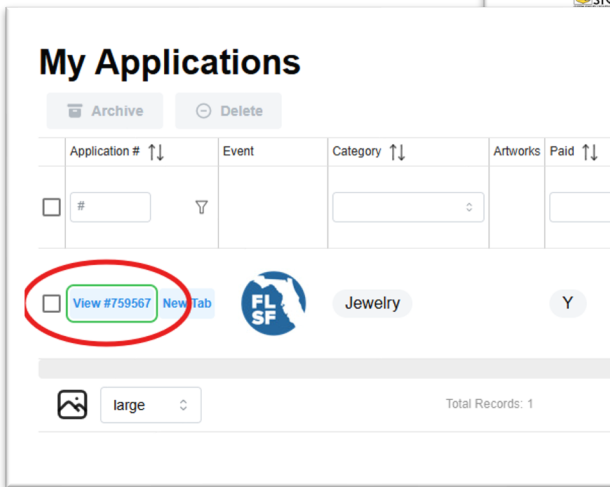 My Applications
Archive Delete
Application # Event Category Artworks Paid
#
View #759567 New Tab FL SF Jewelry Y
large Total Records: 1